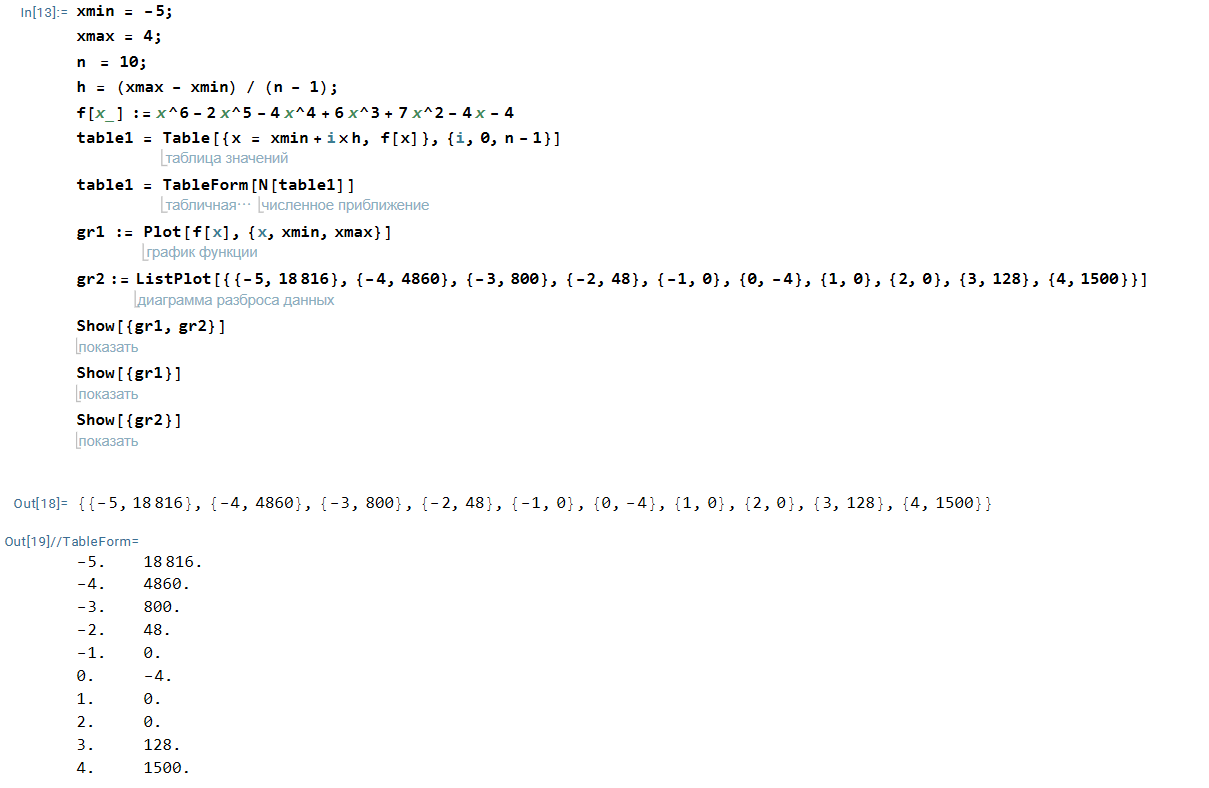 In[13]:= xmin = -5;
xmax = 4;
n = 10;
h = (xmax - xmin) / (n - 1);
f[x_] := x^6 - 2 x^5 - 4 x^4 + 6 x^3 + 7 x^2 - 4 x - 4
table1 = Table[{x = xmin + i × h, f[x]}, {i, 0, n - 1}]
таблица значений
table1 = TableForm[N[table1]]
табличная⋯ численное приближение
gr1 := Plot[f[x], {x, xmin, xmax}]
график функции
gr2 := ListPlot[{{-5, 18 816}, {-4, 4860}, {-3, 800}, {-2, 48}, {-1, 0}, {0, -4}, {1, 0}, {2, 0}, {3, 128}, {4, 1500}}]
диаграмма разброса данных
Show[{gr1, gr2}]
показать
Show[{gr1}]
показать
Show[{gr2}]
показать
Out[18]= {{-5, 18 816}, {-4, 4860}, {-3, 800}, {-2, 48}, {-1, 0}, {0, -4}, {1, 0}, {2, 0}, {3, 128}, {4, 1500}}
Out[19]//TableForm=
-5. 18 816.
-4. 4860.
-3. 800.
-2. 48.
-1. 0.
0. -4.
1. 0.
2. 0.
3. 128.
4. 1500.